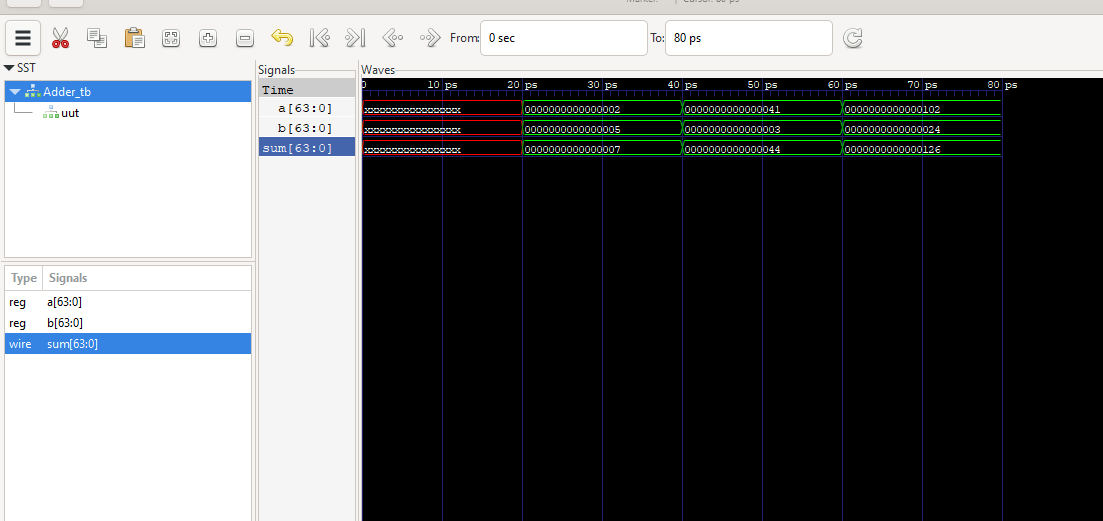 From: 0 sec To: 80 ps
SST
Adder_tb
uut
Type Signals
reg a[63:0]
reg b[63:0]
wire sum[63:0]
Signals
Time
a[63:0]
b[63:0]
sum[63:0]
Waves
0 10 ps 20 ps 30 ps 40 ps 50 ps 60 ps 70 ps 80 ps
xxxxxxxxxxxxxxxx 0000000000000002 0000000000000041 0000000000000102
xxxxxxxxxxxxxxxx 0000000000000005 0000000000000003 0000000000000024
xxxxxxxxxxxxxxxx 0000000000000007 0000000000000044 0000000000000126